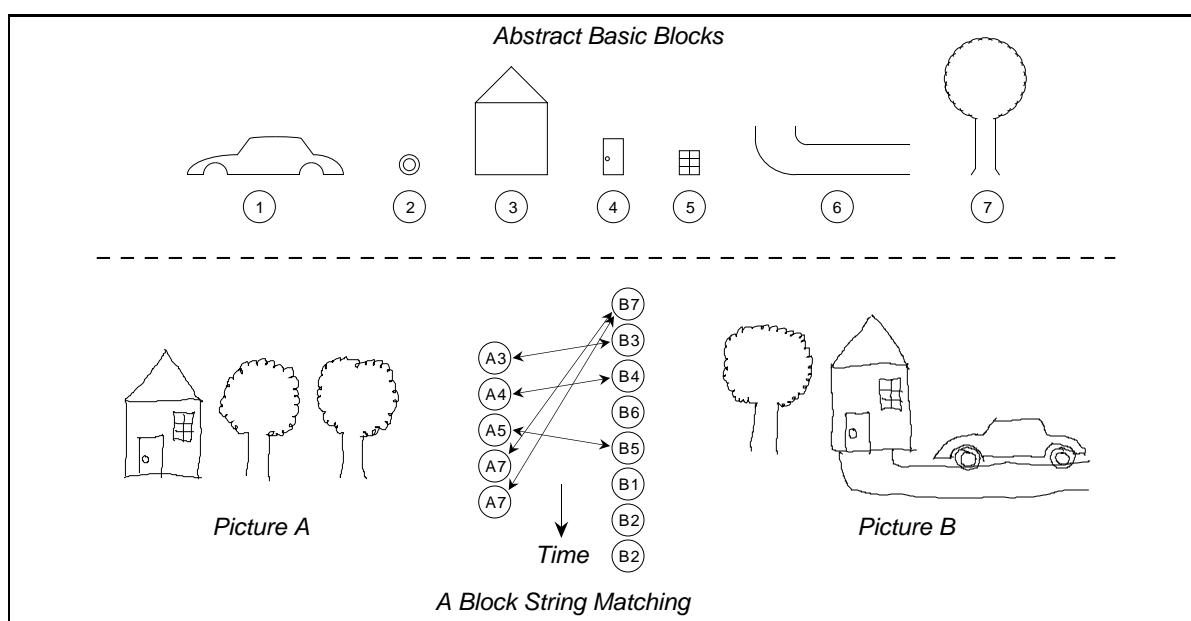 Abstract Basic Blocks
1 2 3 4 5 6 7
B7
B3
A3
B4
A4
B6
A5
B5
A7
B1
A7
Picture A
Picture B
B2
Time
B2
A Block String Matching